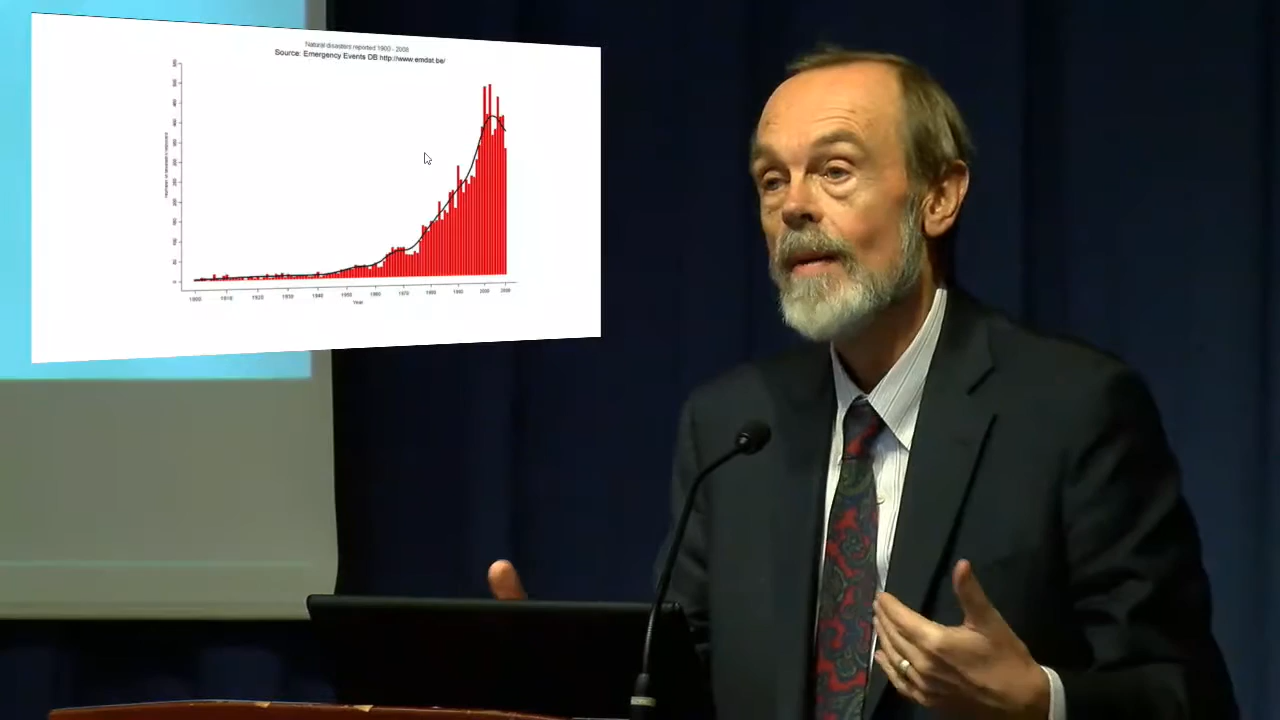 Natural disasters reported 1900 - 2008
Source: Emergency Events DB http://www.emdat.be/
1900 1910 1920 1930 1940 1950 1960 1970 1980 1990 2000 2008
Year